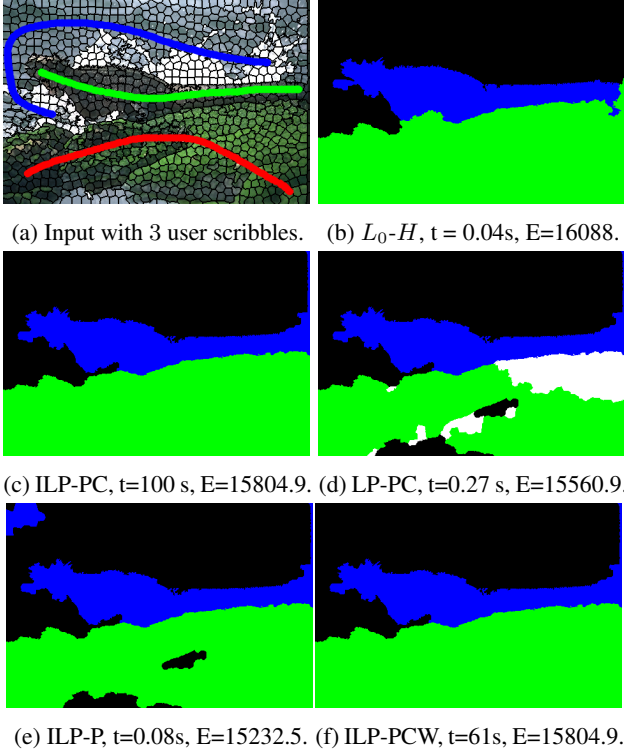 (a) Input with 3 user scribbles.
(b) L₀-H, t = 0.04s, E=16088.
(c) ILP-PC, t=100 s, E=15804.9.
(d) LP-PC, t=0.27 s, E=15560.9.
(e) ILP-P, t=0.08s, E=15232.5.
(f) ILP-PCW, t=61s, E=15804.9.